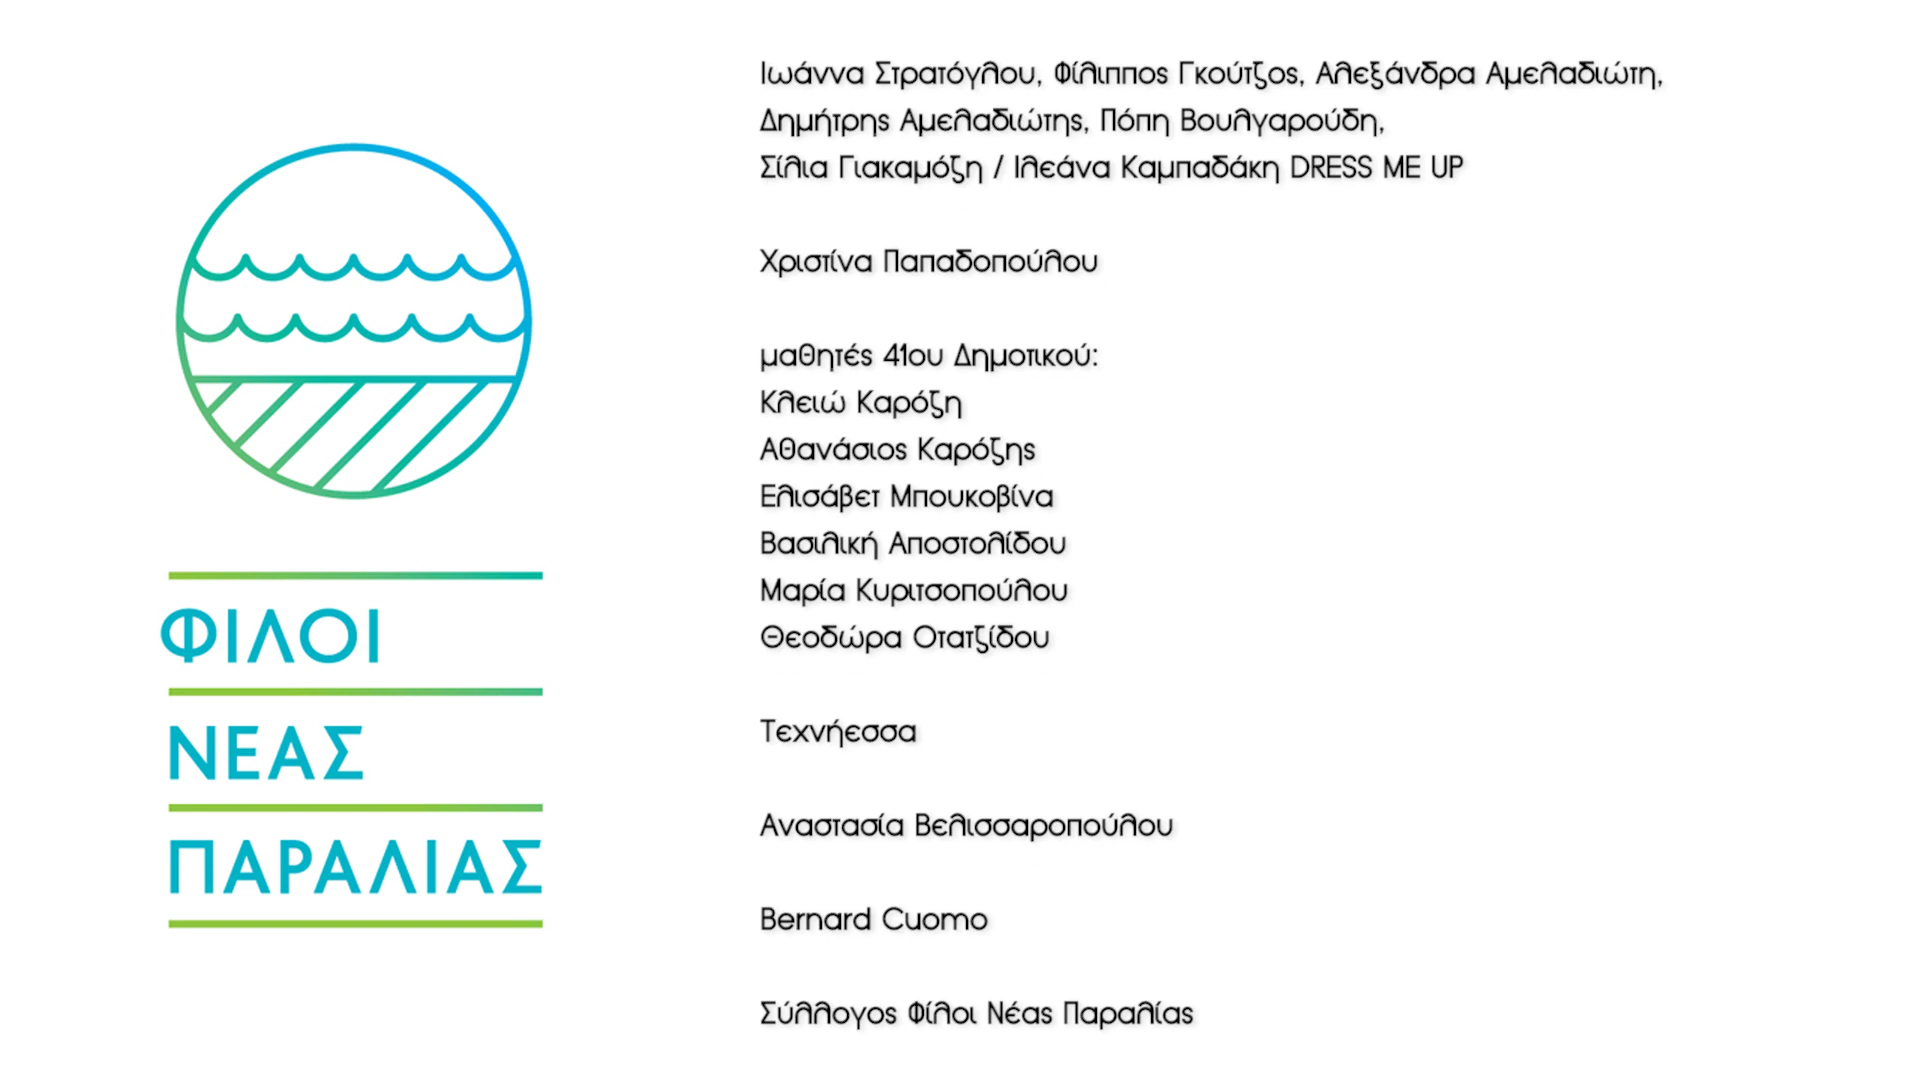 ΦΙΛΟΙ
ΝΕΑΣ
ΠΑΡΑΛΙΑΣ
Ιωάννα Στρατόγλου, Φίλιππος Γκούτζος, Αλεξάνδρα Αμελαδιώτη,
Δημήτρης Αμελαδιώτης, Πόπη Βουλγαρούδη,
Σίλια Γιακαμόζη / Ιλεάνα Καμπαδάκη DRESS ME UP
Χριστίνα Παπαδοπούλου
μαθητές 41ου Δημοτικού:
Κλειώ Καρόζη
Αθανάσιος Καρόζης
Ελισάβετ Μπουκοβίνα
Βασιλική Αποστολίδου
Μαρία Κυριτσοπούλου
Θεοδώρα Οτατζίδου
Τεχνήεσσα
Αναστασία Βελισσαροπούλου
Bernard Cuomo
Σύλλογος Φίλοι Νέας Παραλίας